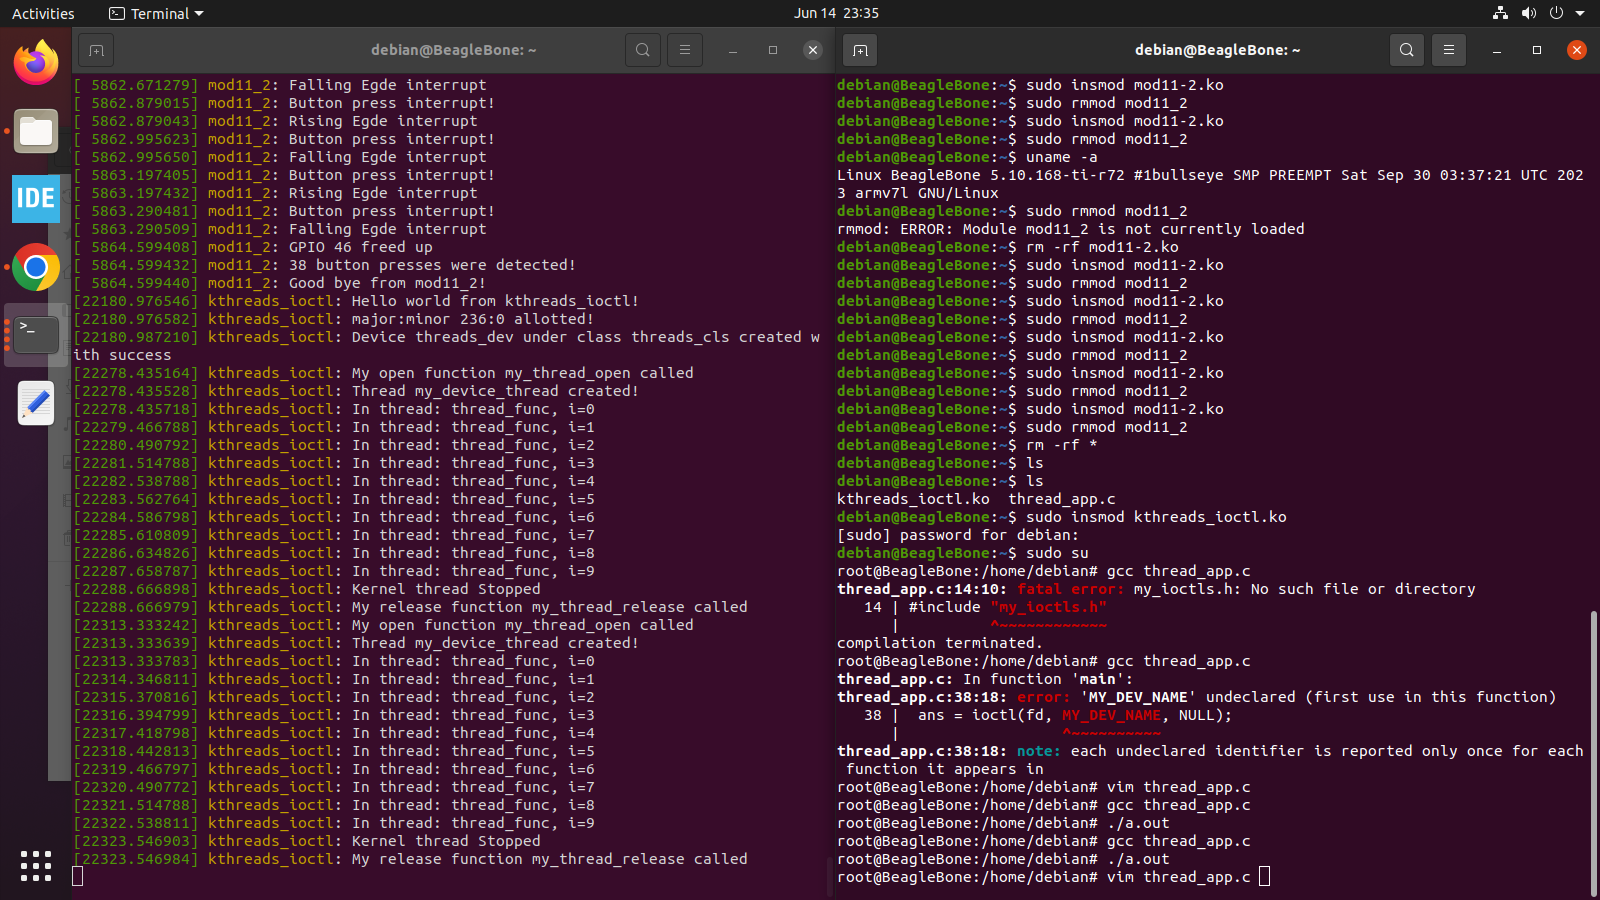 Activities
Terminal
Jun 14 23:35
debian@BeagleBone: ~
[ 5862.671279] mod11_2: Falling Egde interrupt
[ 5862.879015] mod11_2: Button press interrupt!
[ 5862.879043] mod11_2: Rising Egde interrupt
[ 5862.995623] mod11_2: Button press interrupt!
[ 5862.995650] mod11_2: Falling Egde interrupt
[ 5863.197405] mod11_2: Button press interrupt!
[ 5863.197432] mod11_2: Rising Egde interrupt
[ 5863.290481] mod11_2: Button press interrupt!
[ 5863.290509] mod11_2: Falling Egde interrupt
[ 5864.599408] mod11_2: GPIO 46 freed up
[ 5864.599432] mod11_2: 38 button presses were detected!
[ 5864.599440] mod11_2: Good bye from mod11_2!
[22180.976546] kthreads_ioctl: Hello world from kthreads_ioctl!
[22180.976582] kthreads_ioctl: major:minor 236:0 allotted!
[22180.987210] kthreads_ioctl: Device threads_dev under class threads_cls created w
ith success
[22278.435164] kthreads_ioctl: My open function my_thread_open called
[22278.435528] kthreads_ioctl: Thread my_device_thread created!
[22278.435718] kthreads_ioctl: In thread: thread_func, i=0
[22279.466788] kthreads_ioctl: In thread: thread_func, i=1
[22280.490792] kthreads_ioctl: In thread: thread_func, i=2
[22281.514788] kthreads_ioctl: In thread: thread_func, i=3
[22282.538788] kthreads_ioctl: In thread: thread_func, i=4
[22283.562764] kthreads_ioctl: In thread: thread_func, i=5
[22284.586798] kthreads_ioctl: In thread: thread_func, i=6
[22285.610809] kthreads_ioctl: In thread: thread_func, i=7
[22286.634826] kthreads_ioctl: In thread: thread_func, i=8
[22287.658787] kthreads_ioctl: In thread: thread_func, i=9
[22288.666898] kthreads_ioctl: Kernel thread Stopped
[22288.666979] kthreads_ioctl: My release function my_thread_release called
[22313.333242] kthreads_ioctl: My open function my_thread_open called
[22313.333639] kthreads_ioctl: Thread my_device_thread created!
[22313.333783] kthreads_ioctl: In thread: thread_func, i=0
[22314.346811] kthreads_ioctl: In thread: thread_func, i=1
[22315.370816] kthreads_ioctl: In thread: thread_func, i=2
[22316.394799] kthreads_ioctl: In thread: thread_func, i=3
[22317.418798] kthreads_ioctl: In thread: thread_func, i=4
[22318.442813] kthreads_ioctl: In thread: thread_func, i=5
[22319.466797] kthreads_ioctl: In thread: thread_func, i=6
[22320.490772] kthreads_ioctl: In thread: thread_func, i=7
[22321.514788] kthreads_ioctl: In thread: thread_func, i=8
[22322.538811] kthreads_ioctl: In thread: thread_func, i=9
[22323.546903] kthreads_ioctl: Kernel thread Stopped
[22323.546984] kthreads_ioctl: My release function my_thread_release called
debian@BeagleBone: ~
debian@BeagleBone:~$ sudo insmod mod11-2.ko
debian@BeagleBone:~$ sudo rmmod mod11_2
debian@BeagleBone:~$ sudo insmod mod11-2.ko
debian@BeagleBone:~$ sudo rmmod mod11_2
debian@BeagleBone:~$ uname -a
Linux BeagleBone 5.10.168-ti-r72 #1bullseye SMP PREEMPT Sat Sep 30 03:37:21 UTC 202
3 armv7l GNU/Linux
debian@BeagleBone:~$ sudo rmmod mod11_2
rmmod: ERROR: Module mod11_2 is not currently loaded
debian@BeagleBone:~$ rm -rf mod11-2.ko
debian@BeagleBone:~$ sudo insmod mod11-2.ko
debian@BeagleBone:~$ sudo rmmod mod11_2
debian@BeagleBone:~$ sudo insmod mod11-2.ko
debian@BeagleBone:~$ sudo rmmod mod11_2
debian@BeagleBone:~$ sudo insmod mod11-2.ko
debian@BeagleBone:~$ sudo rmmod mod11_2
debian@BeagleBone:~$ sudo insmod mod11-2.ko
debian@BeagleBone:~$ sudo rmmod mod11_2
debian@BeagleBone:~$ sudo insmod mod11-2.ko
debian@BeagleBone:~$ sudo rmmod mod11_2
debian@BeagleBone:~$ rm -rf *
debian@BeagleBone:~$ ls
debian@BeagleBone:~$ ls
kthreads_ioctl.ko  thread_app.c
debian@BeagleBone:~$ sudo insmod kthreads_ioctl.ko
[sudo] password for debian:
debian@BeagleBone:~$ sudo su
root@BeagleBone:/home/debian# gcc thread_app.c
thread_app.c:14:10: fatal error: my_ioctls.h: No such file or directory
   14 | #include "my_ioctls.h"
      |          ^~~~~~~~~~~~~
compilation terminated.
root@BeagleBone:/home/debian# gcc thread_app.c
thread_app.c: In function 'main':
thread_app.c:38:18: error: 'MY_DEV_NAME' undeclared (first use in this function)
   38 |  ans = ioctl(fd, MY_DEV_NAME, NULL);
      |                  ^~~~~~~~~~~
thread_app.c:38:18: note: each undeclared identifier is reported only once for each
 function it appears in
root@BeagleBone:/home/debian# vim thread_app.c
root@BeagleBone:/home/debian# gcc thread_app.c
root@BeagleBone:/home/debian# ./a.out
root@BeagleBone:/home/debian# gcc thread_app.c
root@BeagleBone:/home/debian# ./a.out
root@BeagleBone:/home/debian# vim thread_app.c
IDE
>_